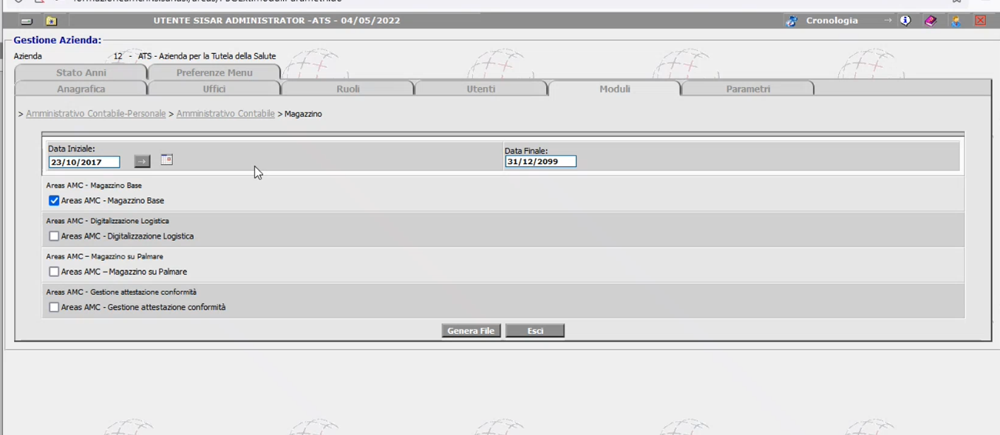 UTENTE SISAR ADMINISTRATOR -ATS - 04/05/2022
Cronologia
Gestione Azienda:
Azienda 12 - ATS - Azienda per la Tutela della Salute
Stato Anni Preferenze Menu
Anagrafica Uffici Ruoli Utenti Moduli Parametri
> Amministrativo Contabile-Personale > Amministrativo Contabile > Magazzino
Data Iniziale: Data Finale:
23/10/2017 31/12/2099
Areas AMC - Magazzino Base
Areas AMC - Magazzino Base
Areas AMC - Digitalizzazione Logistica
Areas AMC - Digitalizzazione Logistica
Areas AMC – Magazzino su Palmare
Areas AMC – Magazzino su Palmare
Areas AMC - Gestione attestazione conformità
Areas AMC - Gestione attestazione conformità
Genera File Esci